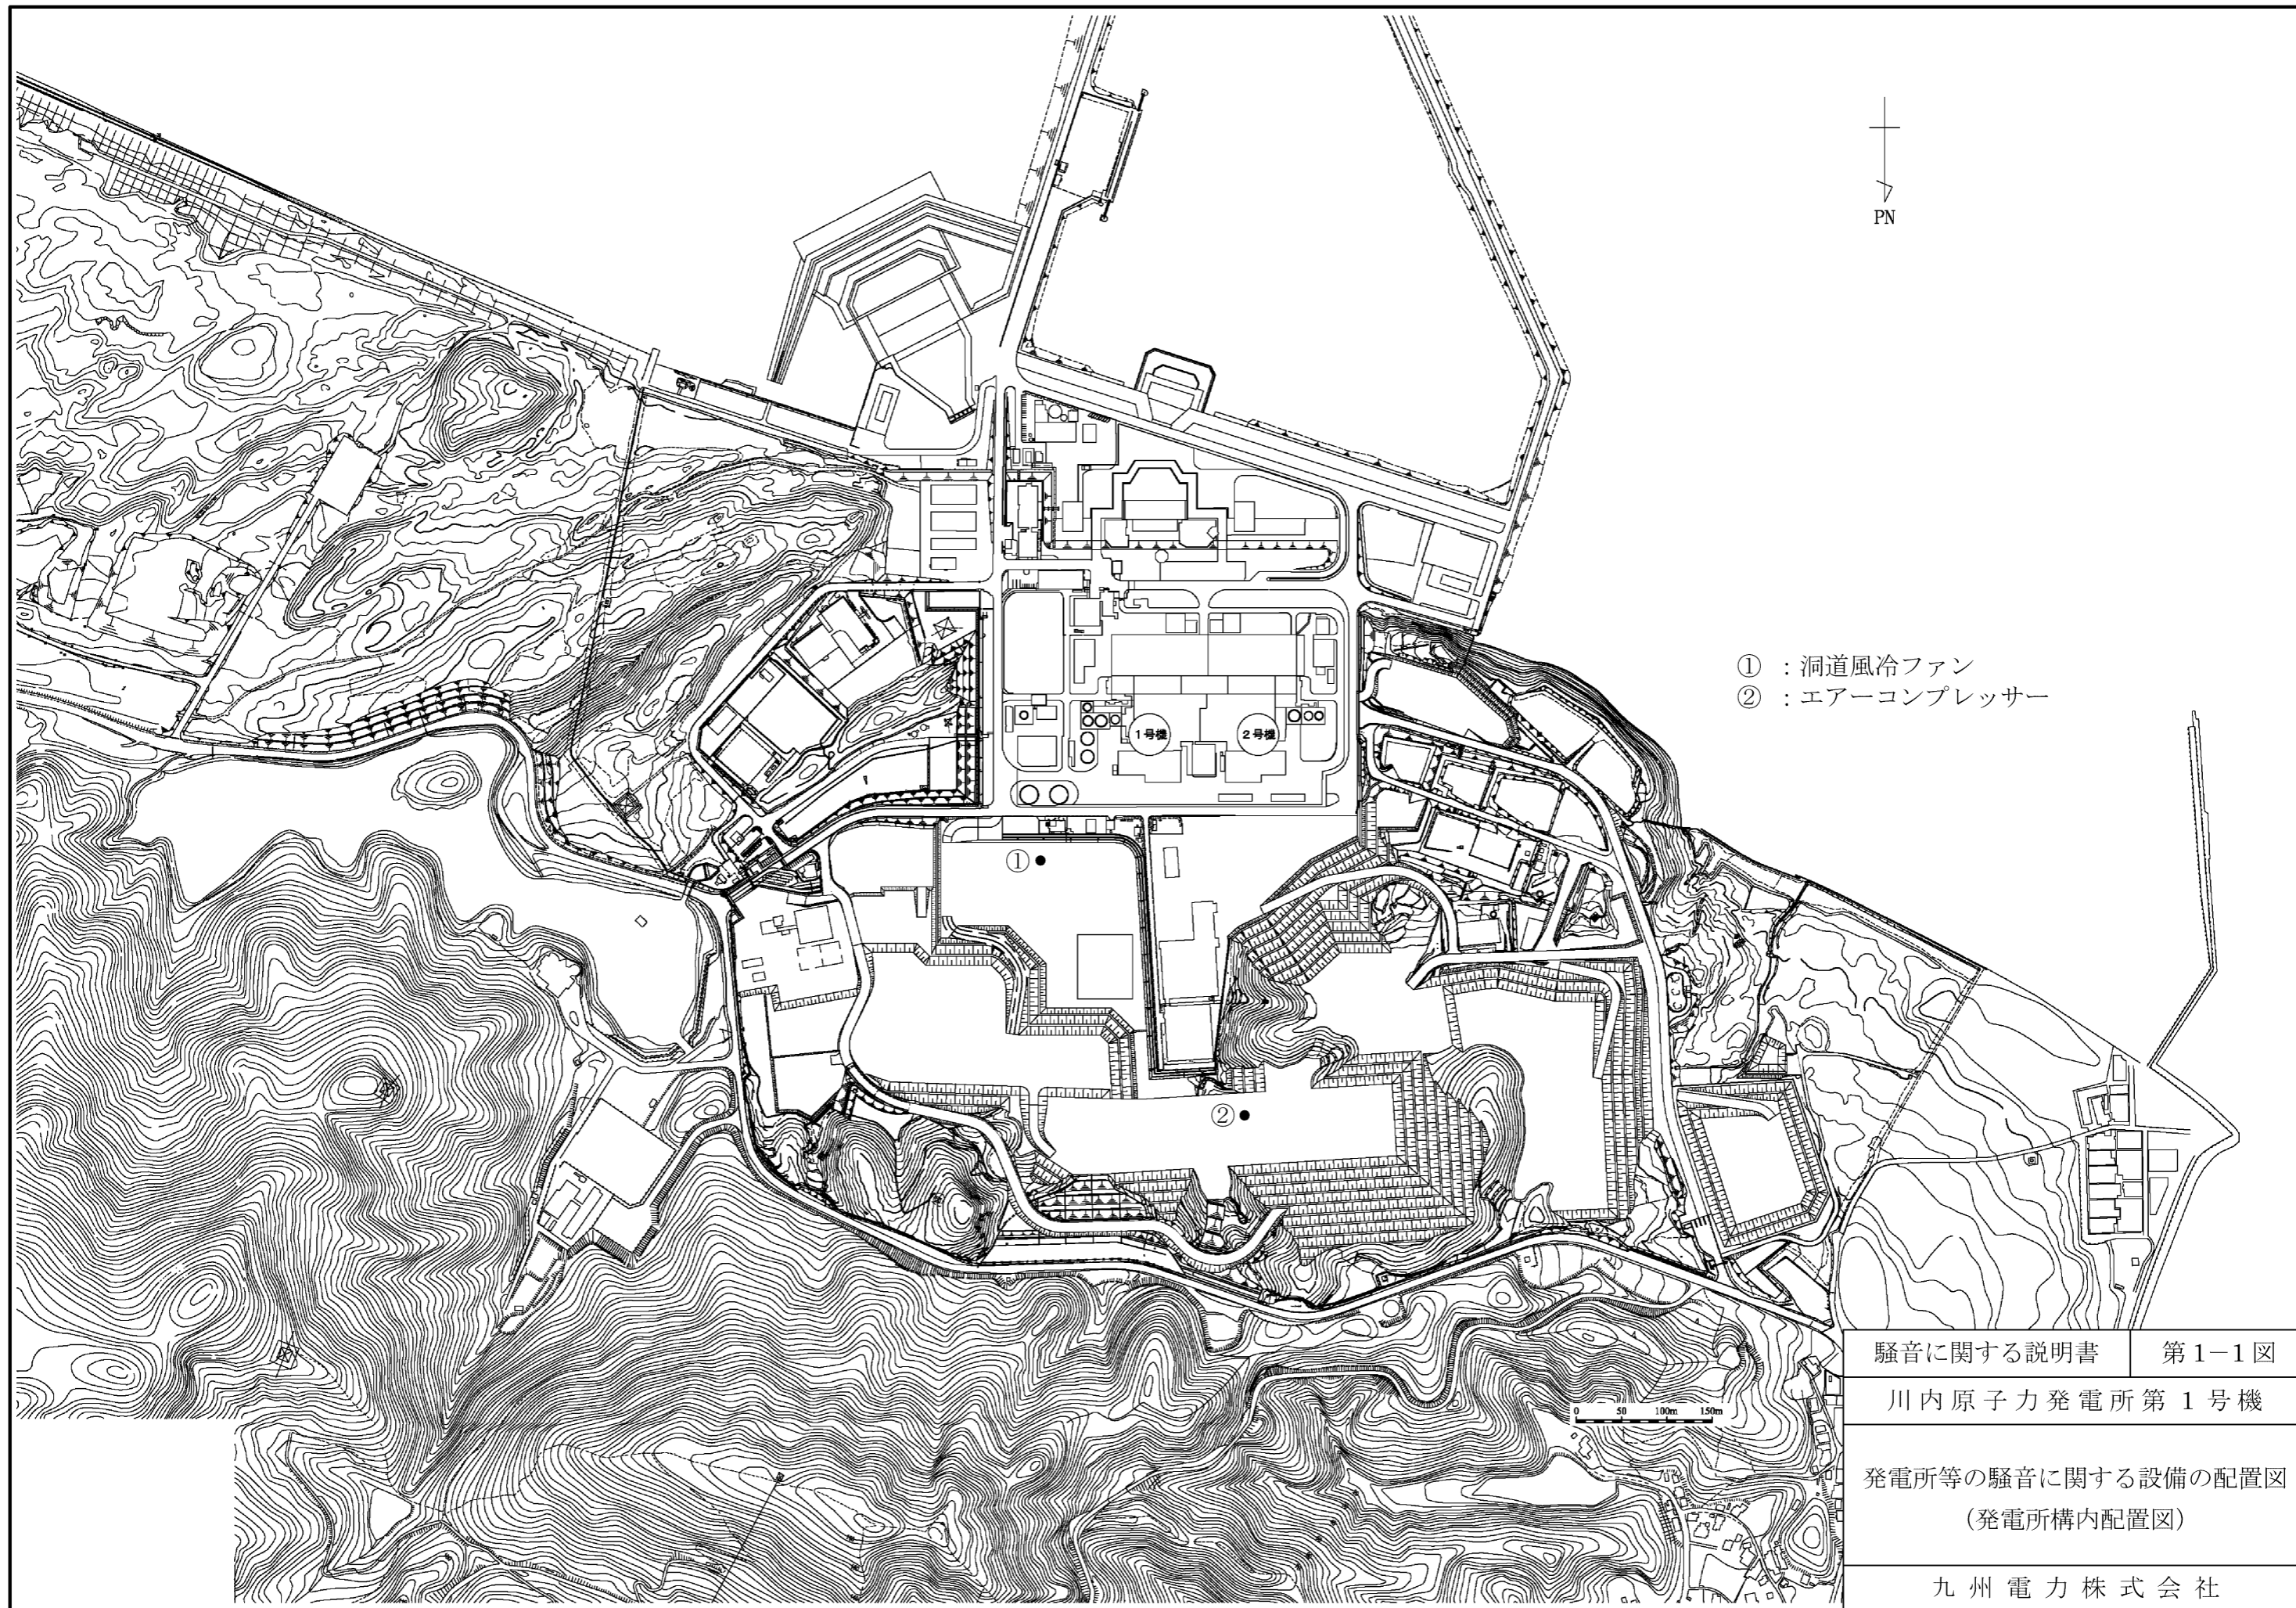 PN
① :洞道風冷ファン
② :エアーコンプレッサー
1号機
2号機
①
②
0 50 100m 150m
騒音に関する説明書 第1-1図
川内原子力発電所第1号機
発電所等の騒音に関する設備の配置図
(発電所構内配置図)
九州電力株式会社